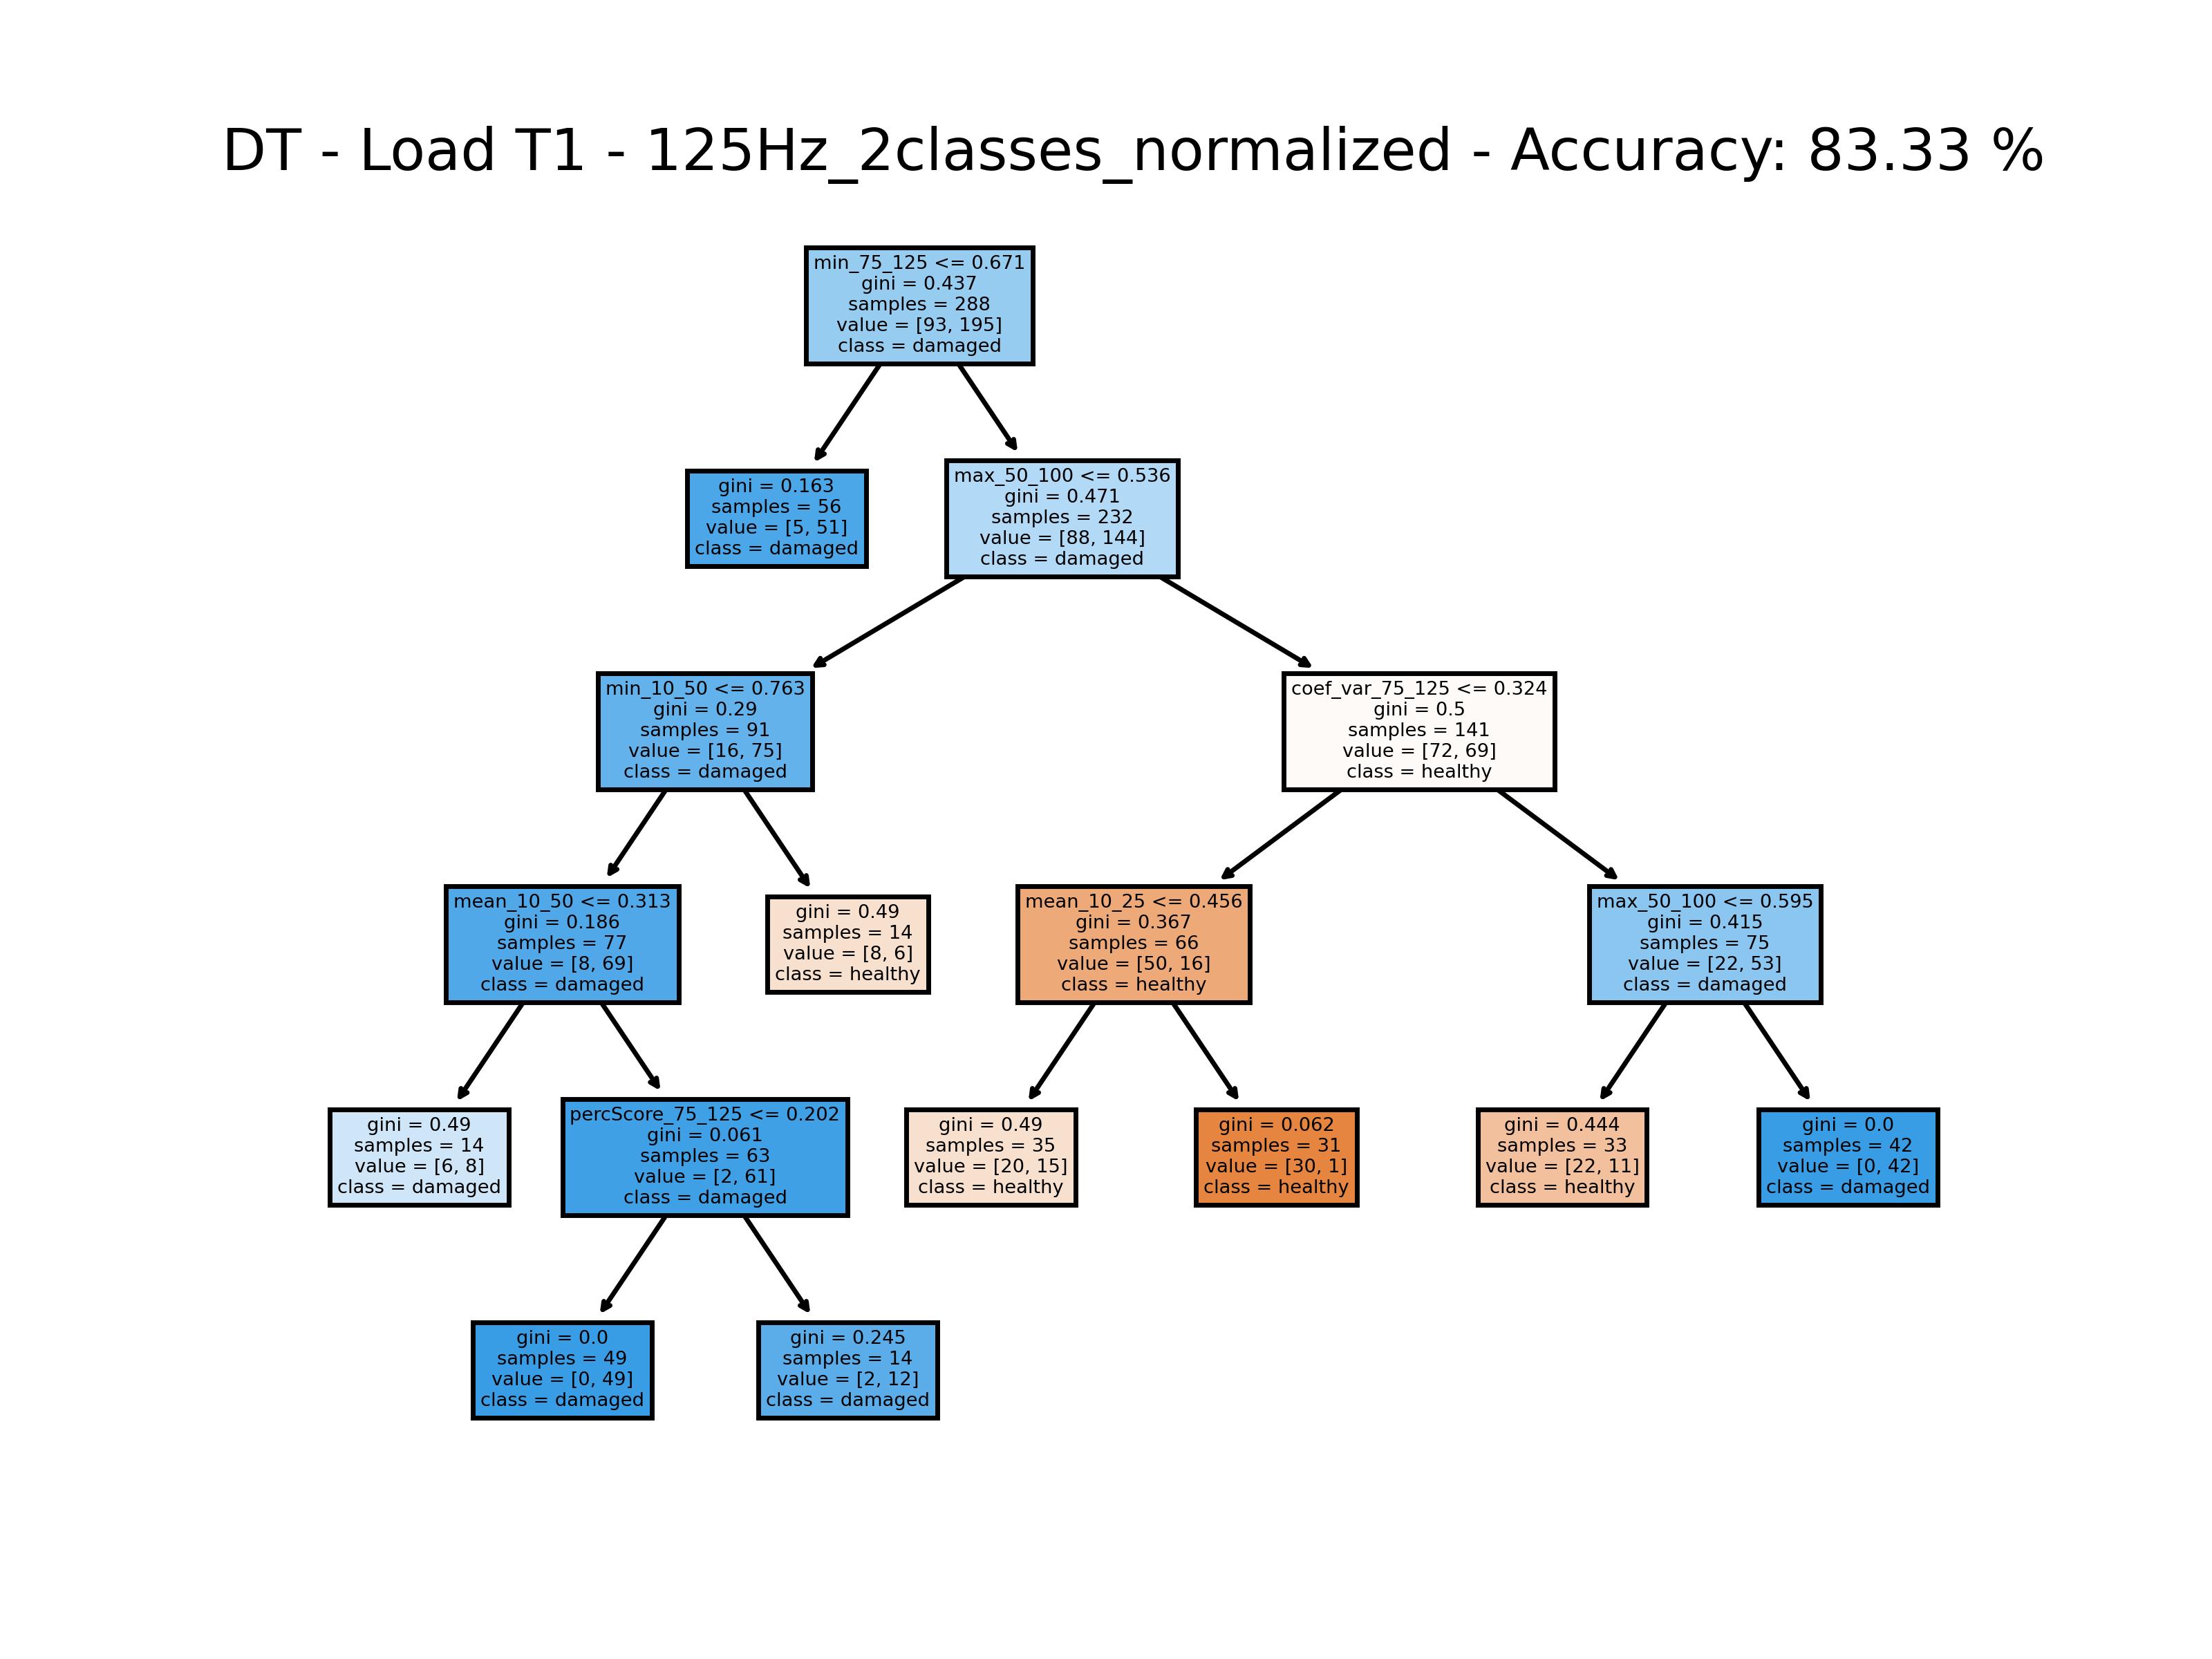 DT - Load T1 - 125Hz_2classes_normalized - Accuracy: 83.33 %
min_75_125 <= 0.671
gini = 0.437
samples = 288
value = [93, 195]
class = damaged
gini = 0.163
samples = 56
value = [5, 51]
class = damaged
max_50_100 <= 0.536
gini = 0.471
samples = 232
value = [88, 144]
class = damaged
min_10_50 <= 0.763
gini = 0.29
samples = 91
value = [16, 75]
class = damaged
coef_var_75_125 <= 0.324
gini = 0.5
samples = 141
value = [72, 69]
class = healthy
mean_10_50 <= 0.313
gini = 0.186
samples = 77
value = [8, 69]
class = damaged
gini = 0.49
samples = 14
value = [8, 6]
class = healthy
mean_10_25 <= 0.456
gini = 0.367
samples = 66
value = [50, 16]
class = healthy
max_50_100 <= 0.595
gini = 0.415
samples = 75
value = [22, 53]
class = damaged
gini = 0.49
samples = 14
value = [6, 8]
class = damaged
percScore_75_125 <= 0.202
gini = 0.061
samples = 63
value = [2, 61]
class = damaged
gini = 0.49
samples = 35
value = [20, 15]
class = healthy
gini = 0.062
samples = 31
value = [30, 1]
class = healthy
gini = 0.444
samples = 33
value = [22, 11]
class = healthy
gini = 0.0
samples = 42
value = [0, 42]
class = damaged
gini = 0.0
samples = 49
value = [0, 49]
class = damaged
gini = 0.245
samples = 14
value = [2, 12]
class = damaged